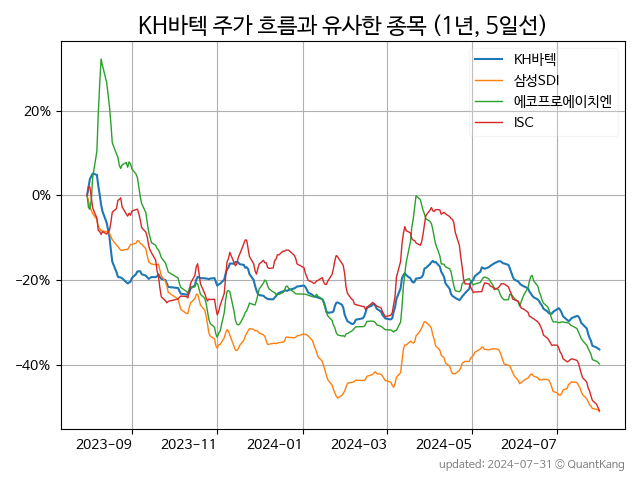 KH바텍 주가 흐름과 유사한 종목 (1년, 5일선)
KH바텍
삼성SDI
에코프로에이치엔
ISC
20%
0%
−20%
−40%
2023-09 2023-11 2024-01 2024-03 2024-05 2024-07
updated: 2024-07-31 © QuantKang